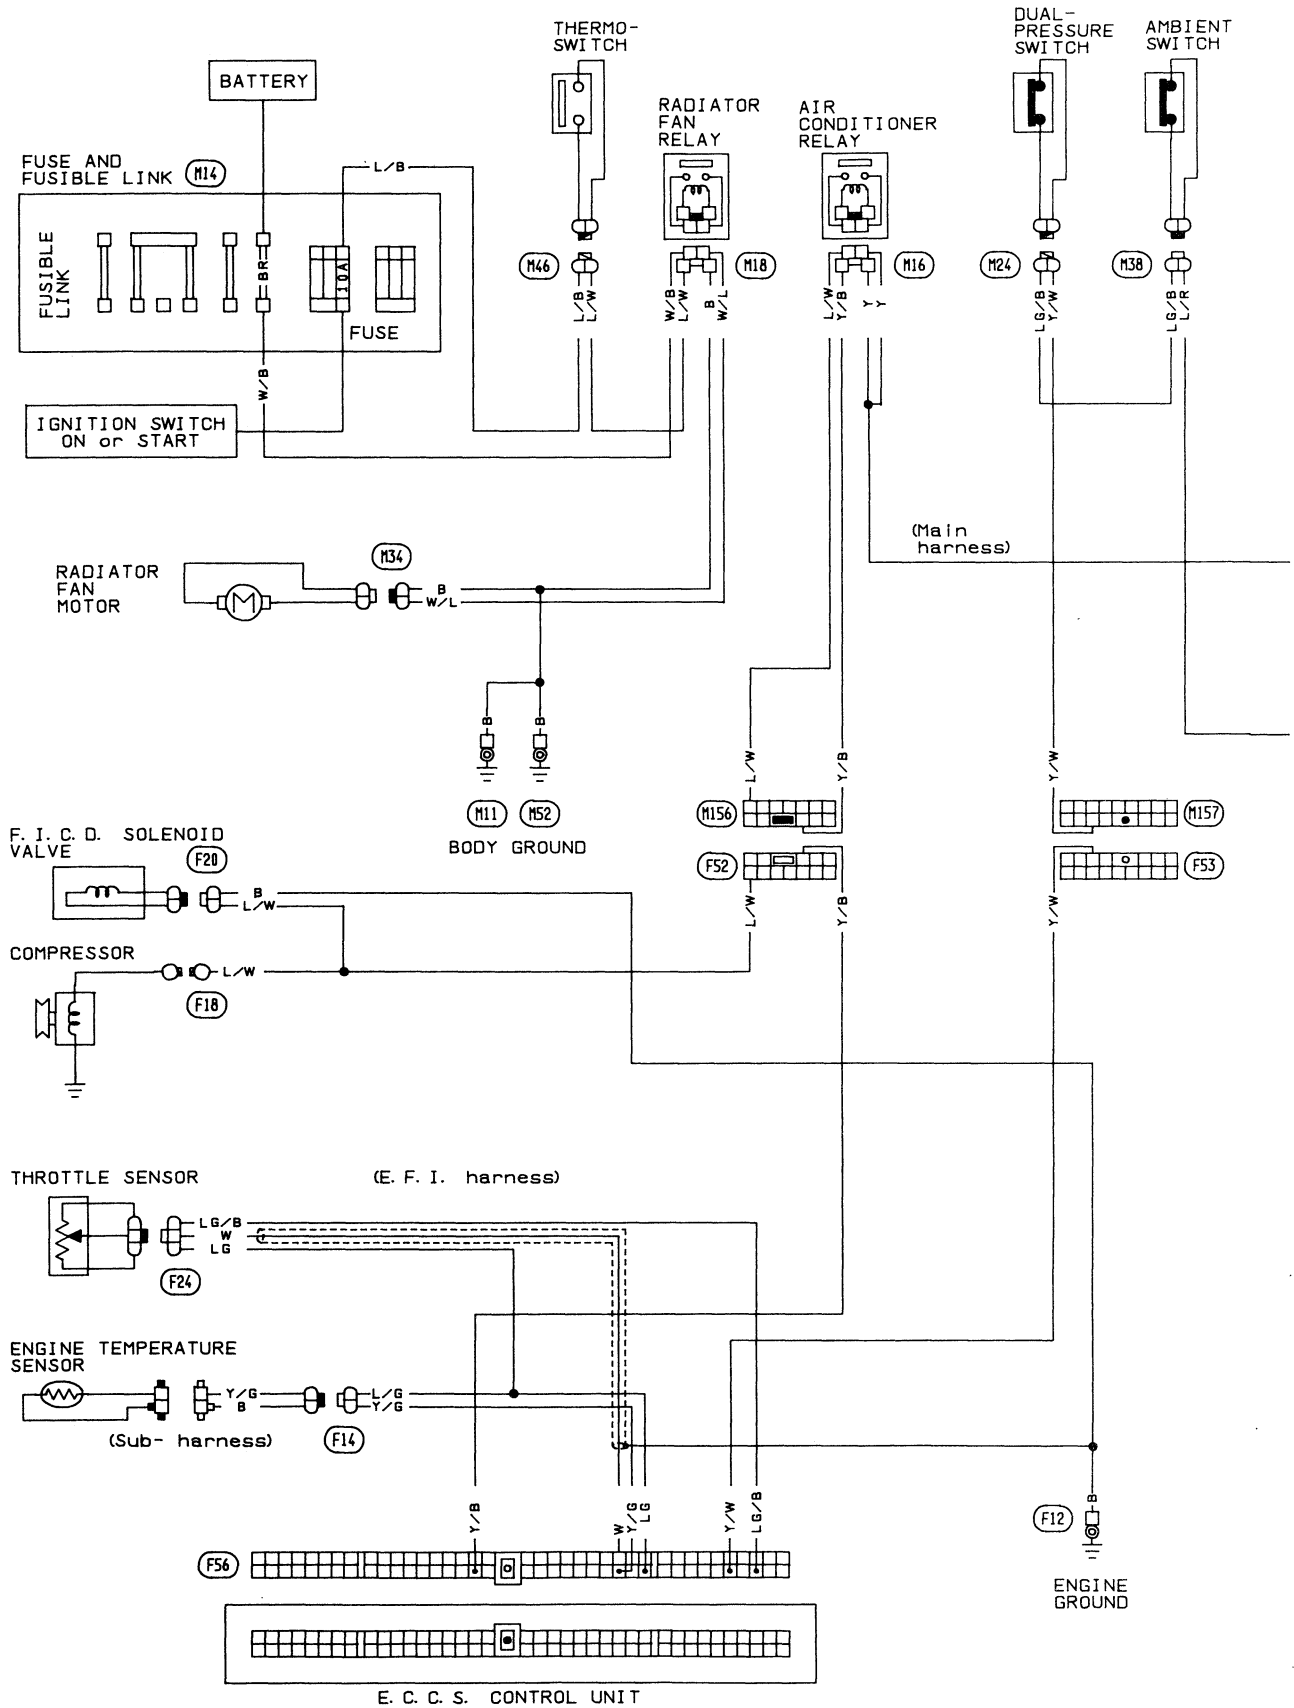 THERMO-
SWITCH
DUAL-
PRESSURE
SWITCH
AMBIENT
SWITCH
BATTERY
RADIATOR
FAN
RELAY
AIR
CONDITIONER
RELAY
FUSE AND
FUSIBLE LINK
M14
L/B
FUSIBLE
LINK
BR
10A
FUSE
M46
M18
M16
M24
M38
L/B
L/W
W/B
L/W
B
W/L
L/W
Y/B
Y
Y
LG/B
Y/W
LG/B
L/R
W/B
IGNITION SWITCH
ON or START
(Main
harness)
M34
RADIATOR
FAN
MOTOR
M
B
W/L
B
B
L/W
Y/B
Y/W
M11
M52
BODY GROUND
M156
M157
F.I.C.D. SOLENOID
VALVE
F20
F52
F53
B
L/W
L/W
Y/B
Y/W
COMPRESSOR
L/W
F18
THROTTLE SENSOR
(E.F.I. harness)
LG/B
W
LG
F24
ENGINE TEMPERATURE
SENSOR
Y/G
B
L/G
Y/G
(Sub- harness)
F14
Y/B
W
Y/G
LG
Y/W
LG/B
B
F12
F56
ENGINE
GROUND
E.C.C.S. CONTROL UNIT